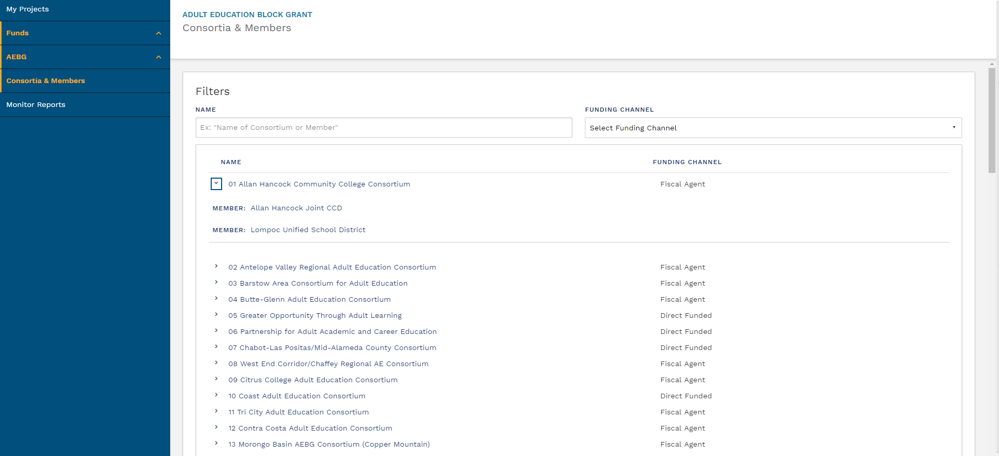 My Projects
Funds
AEBG
Consortia & Members
Monitor Reports
ADULT EDUCATION BLOCK GRANT
Consortia & Members
Filters
NAME FUNDING CHANNEL
Ex: "Name of Consortium or Member" Select Funding Channel
NAME FUNDING CHANNEL
01 Allan Hancock Community College Consortium Fiscal Agent
MEMBER: Allan Hancock Joint CCD
MEMBER: Lompoc Unified School District
02 Antelope Valley Regional Adult Education Consortium Fiscal Agent
03 Barstow Area Consortium for Adult Education Fiscal Agent
04 Butte-Glenn Adult Education Consortium Fiscal Agent
05 Greater Opportunity Through Adult Learning Direct Funded
06 Partnership for Adult Academic and Career Education Direct Funded
07 Chabot-Las Positas/Mid-Alameda County Consortium Direct Funded
08 West End Corridor/Chaffey Regional AE Consortium Fiscal Agent
09 Citrus College Adult Education Consortium Fiscal Agent
10 Coast Adult Education Consortium Direct Funded
11 Tri City Adult Education Consortium Fiscal Agent
12 Contra Costa Adult Education Consortium Fiscal Agent
13 Morongo Basin AEBG Consortium (Copper Mountain) Fiscal Agent